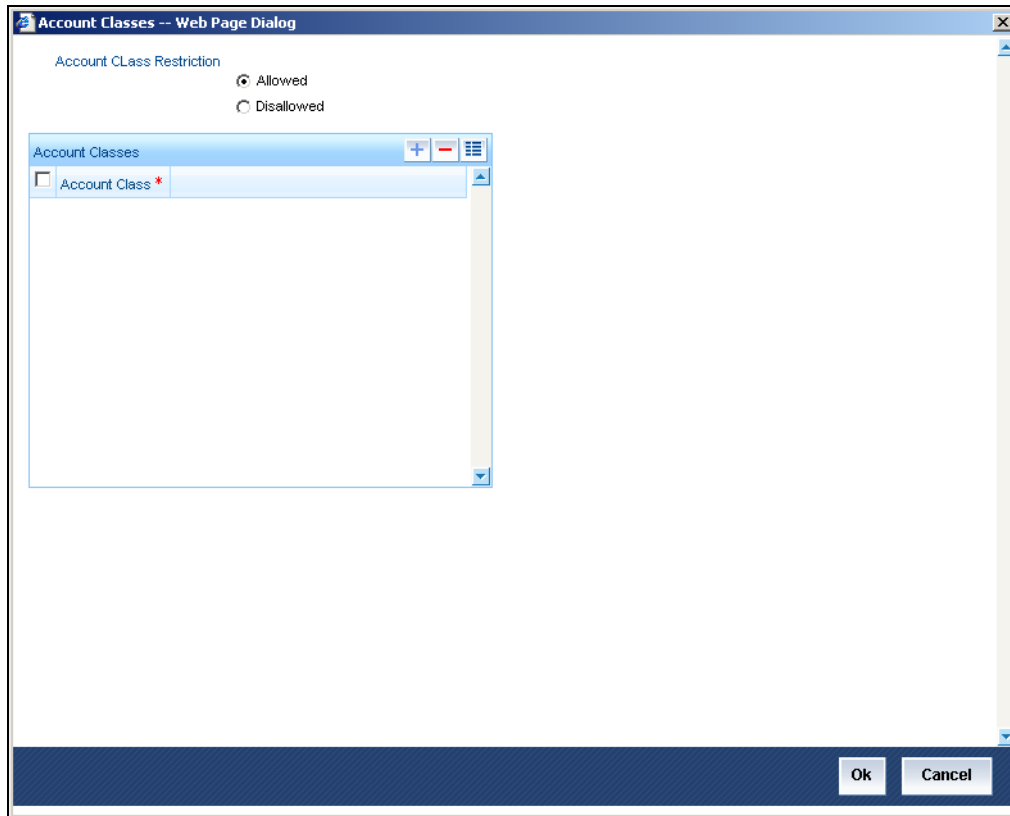 Account Classes -- Web Page Dialog
Account CLass Restriction
Allowed
Disallowed
Account Classes
Account Class *
Ok
Cancel